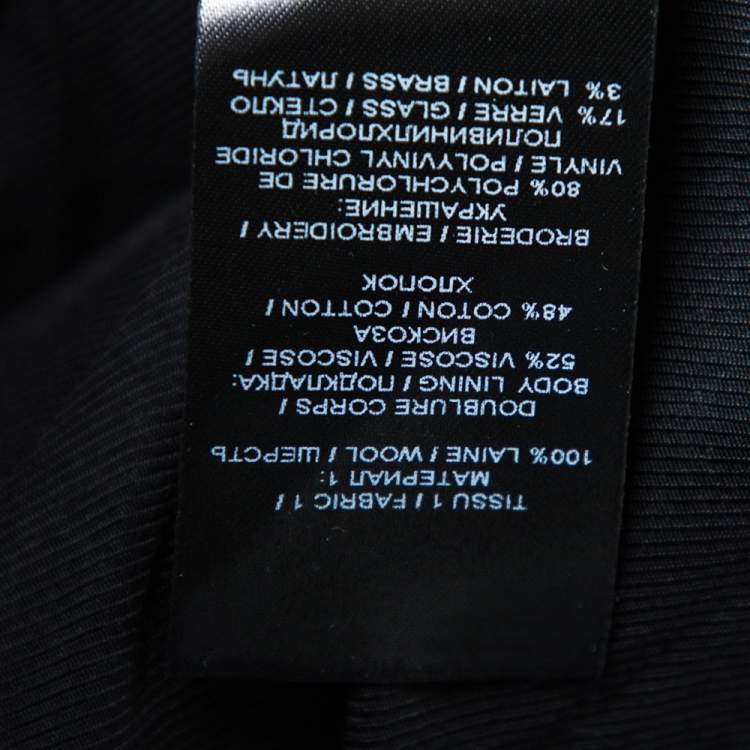 TISSU 1 / FABRIC 1 /
МАТЕРИАЛ 1:
100% LAINE / WOOL / ШЕРСТЬ
DOUBLURE CORPS /
BODY LINING / ПОДКЛАДКА:
52% VISCOSE / VISCOSE /
ВИСКОЗА
48% COTON / COTTON /
ХЛОПОК
BRODERIE / EMBROIDERY /
УКРАШЕНИЕ:
80% POLYCHLORURE DE
VINYLE / POLYVINYL CHLORIDE
ПОЛИВИНИЛХЛОРИД
17% VERRE / GLASS / СТЕКЛО
3% LAITON / BRASS / ЛАТУНЬ